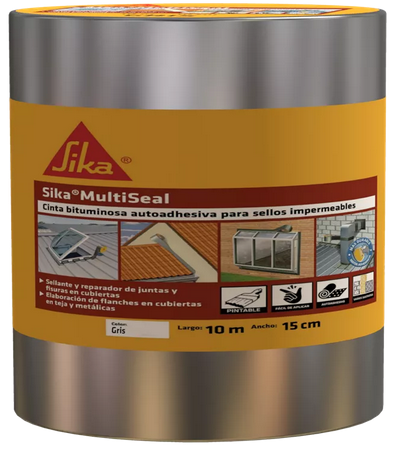 Sika®
Sika®MultiSeal
Cinta bituminosa autoadhesiva para sellos impermeables
Sellante y reparador de juntas y
fisuras en cubiertas
Elaboración de flanches en cubiertas
en teja y metálicas
PINTABLE
FÁCIL DE APLICAR
IMPERMEABLE
Color:
Gris
Largo: 10 m Ancho: 15 cm